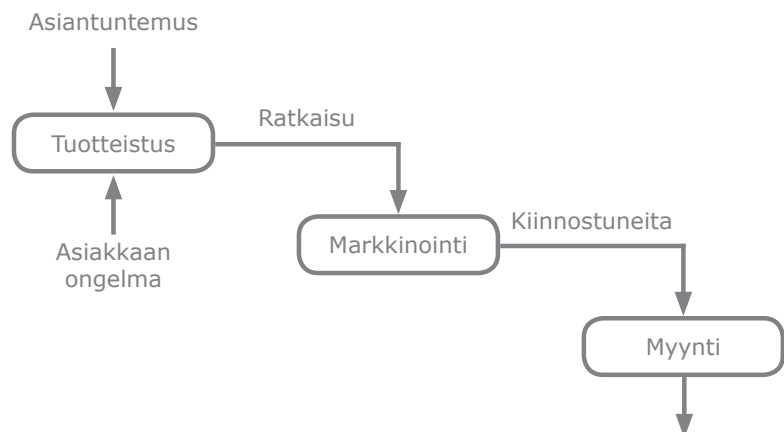 Asiantuntemus
Tuotteistus
Ratkaisu
Asiakkaan
ongelma
Markkinointi
Kiinnostuneita
Myynti